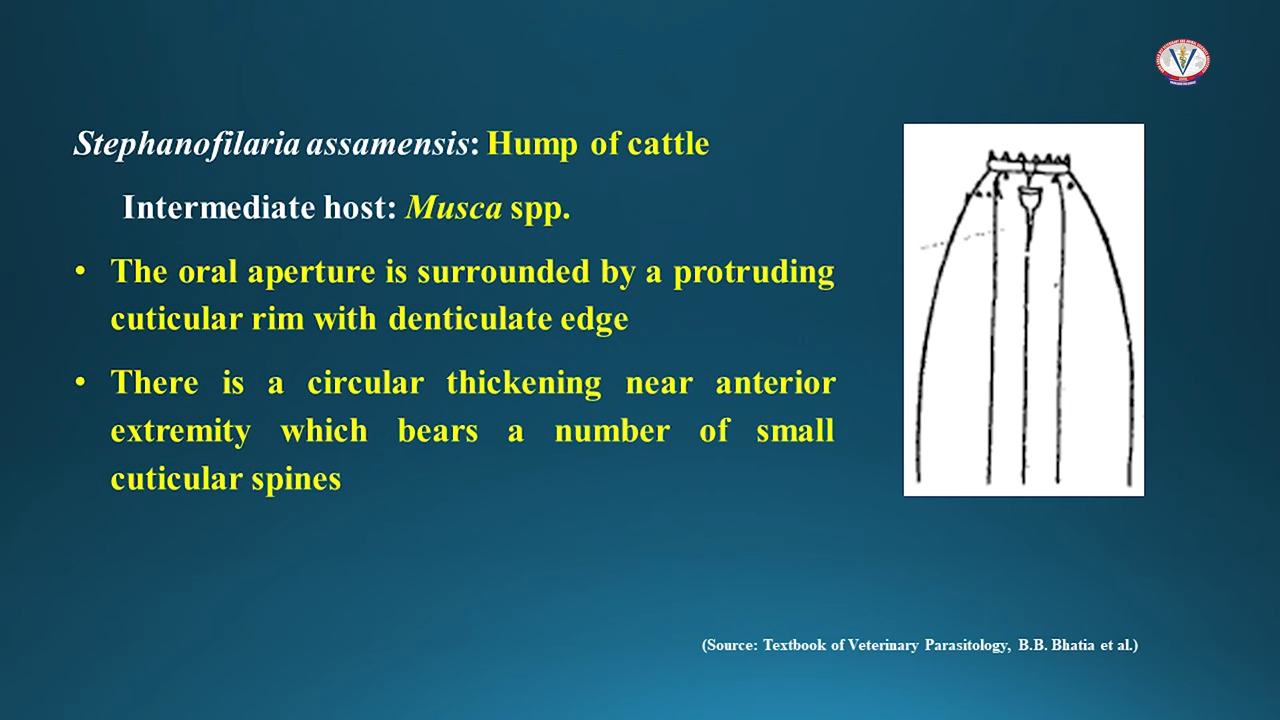 Stephanofilaria assamensis: Hump of cattle
Intermediate host: Musca spp.
• The oral aperture is surrounded by a protruding
cuticular rim with denticulate edge
• There is a circular thickening near anterior
extremity which bears a number of small
cuticular spines
(Source: Textbook of Veterinary Parasitology, B.B. Bhatia et al.)